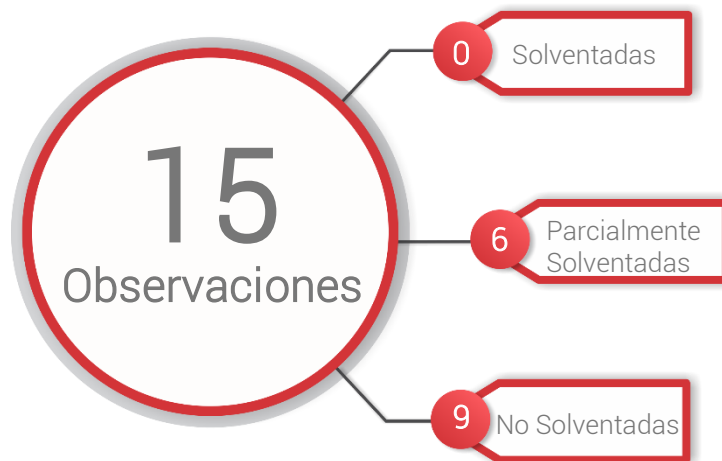 15
Observaciones
0
Solventadas
6
Parcialmente
Solventadas
9
No Solventadas